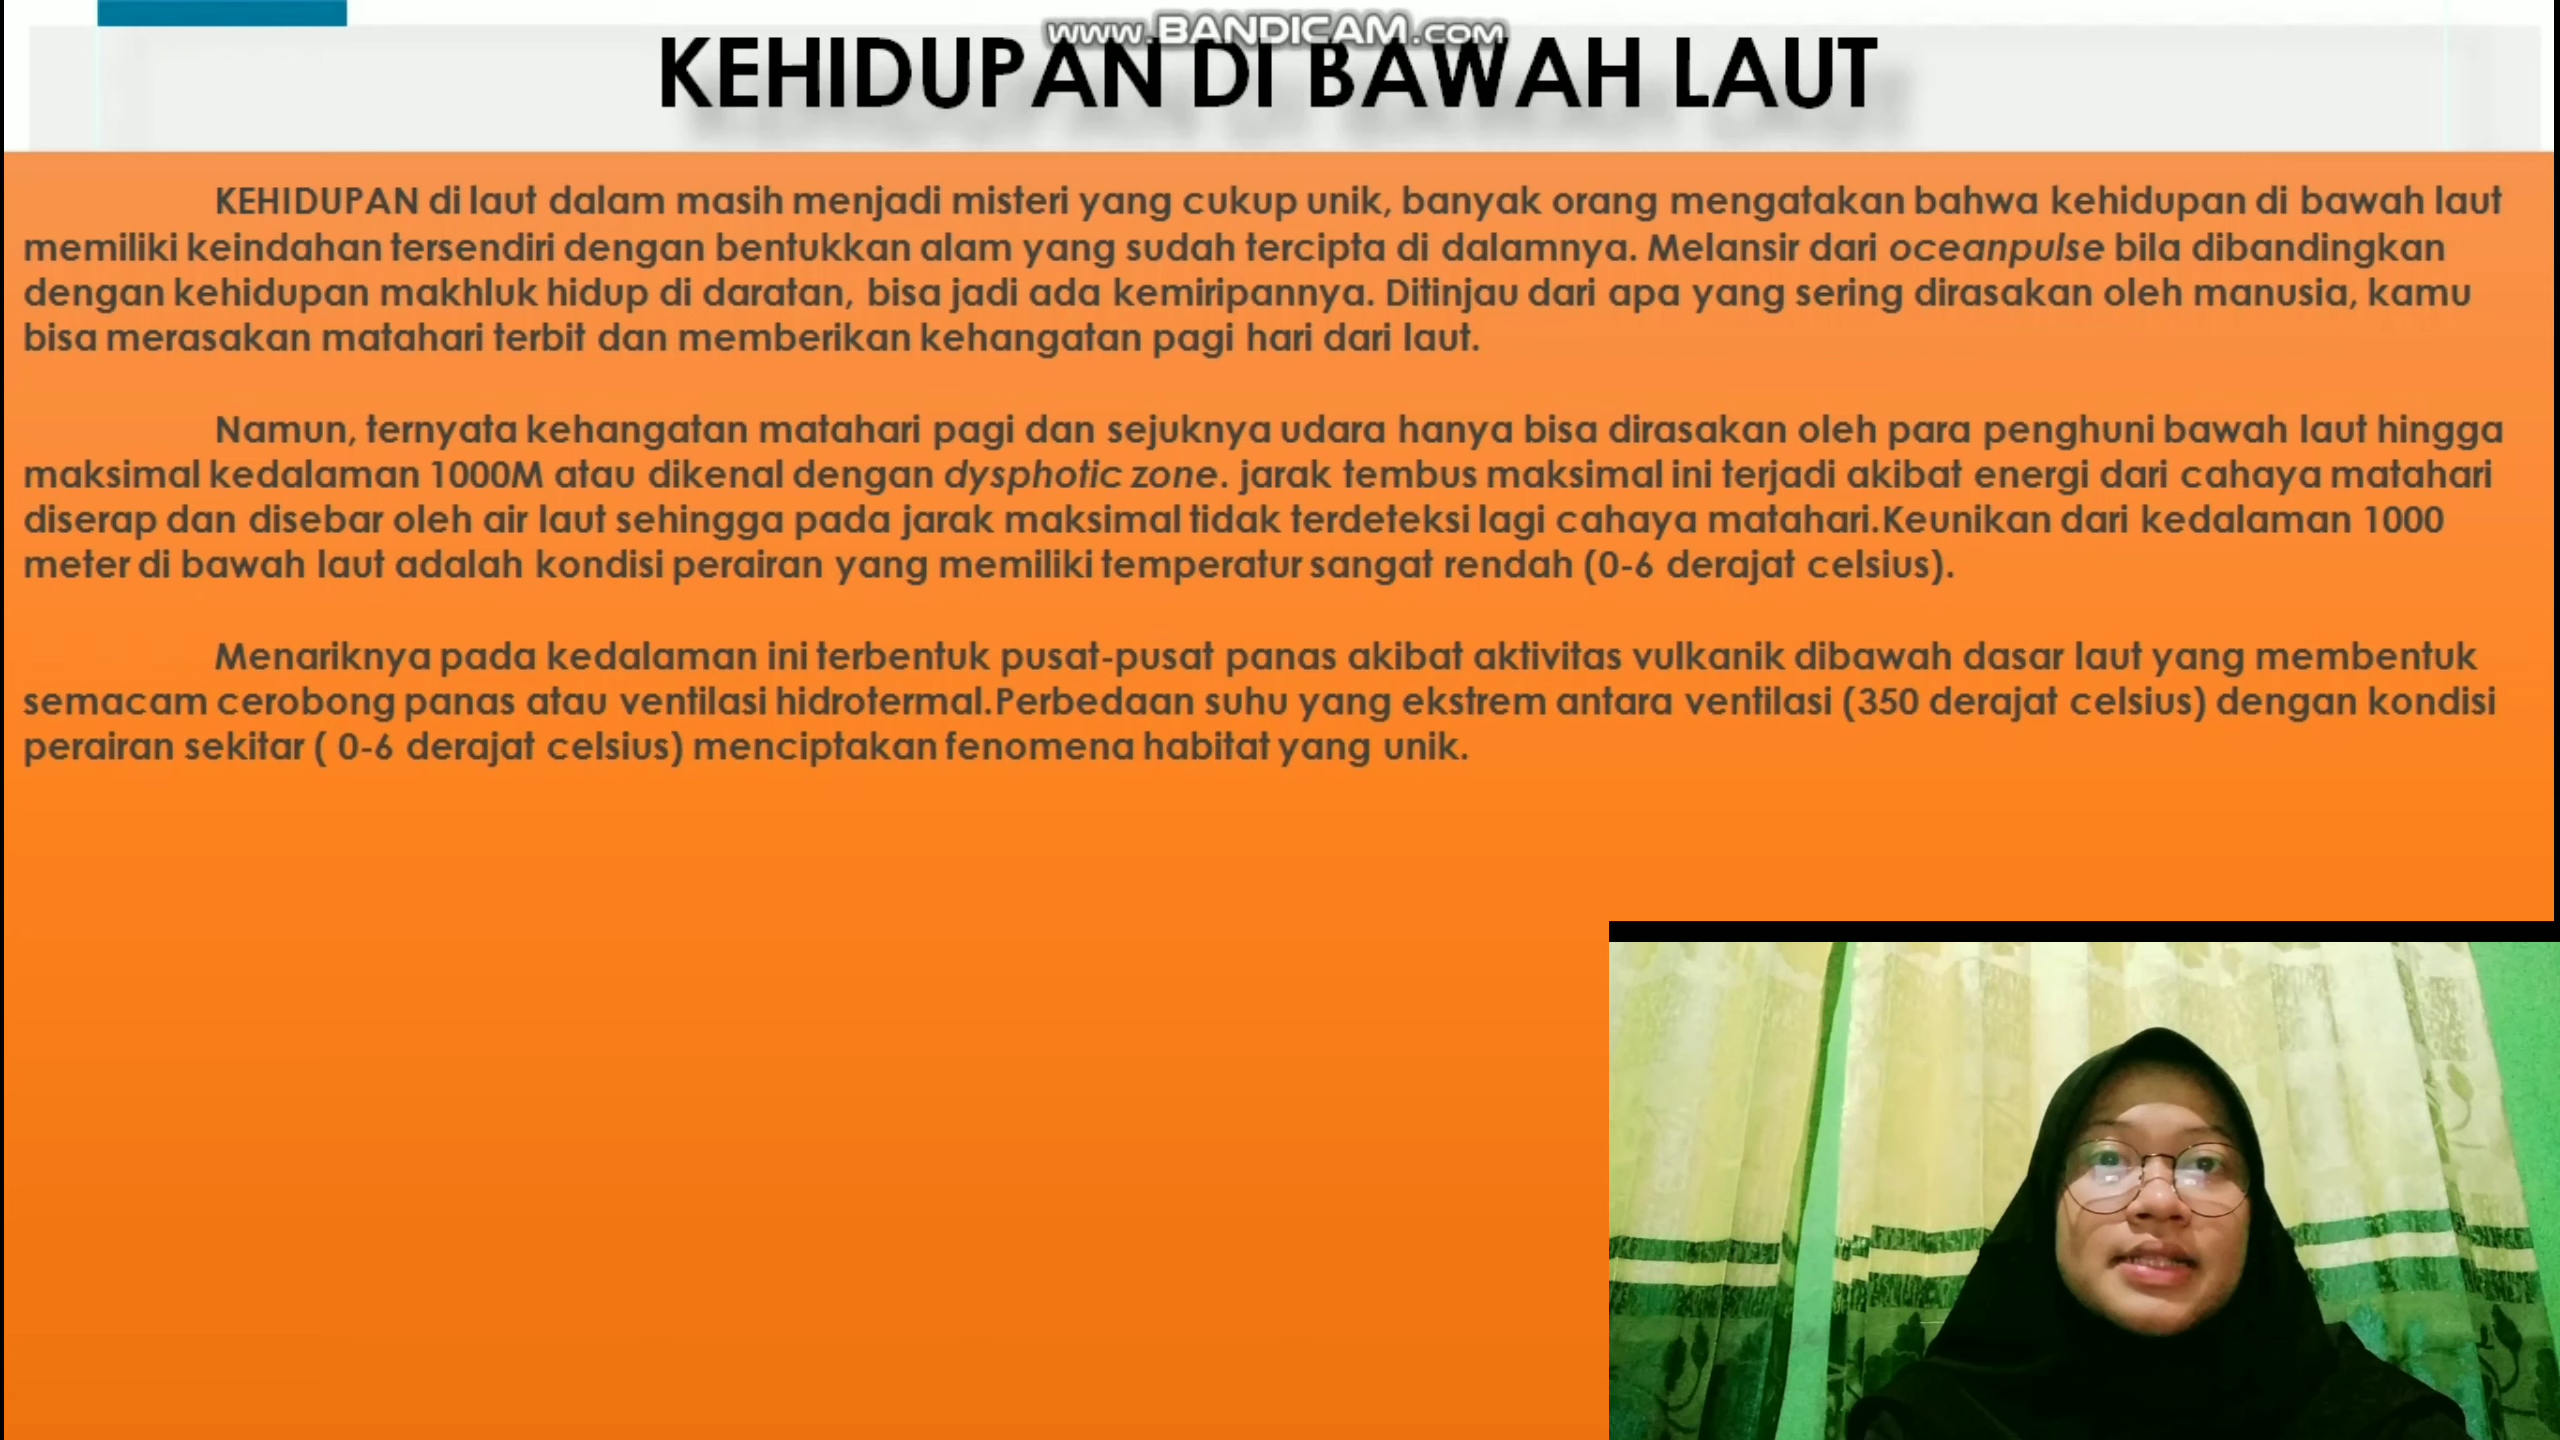 www.BANDICAM.com
KEHIDUPAN DI BAWAH LAUT
KEHIDUPAN di laut dalam masih menjadi misteri yang cukup unik, banyak orang mengatakan bahwa kehidupan di bawah laut
memiliki keindahan tersendiri dengan bentukkan alam yang sudah tercipta di dalamnya. Melansir dari oceanpulse bila dibandingkan
dengan kehidupan makhluk hidup di daratan, bisa jadi ada kemiripannya. Ditinjau dari apa yang sering dirasakan oleh manusia, kamu
bisa merasakan matahari terbit dan memberikan kehangatan pagi hari dari laut.
Namun, ternyata kehangatan matahari pagi dan sejuknya udara hanya bisa dirasakan oleh para penghuni bawah laut hingga
maksimal kedalaman 1000M atau dikenal dengan dysphotic zone. jarak tembus maksimal ini terjadi akibat energi dari cahaya matahari
diserap dan disebar oleh air laut sehingga pada jarak maksimal tidak terdeteksi lagi cahaya matahari.Keunikan dari kedalaman 1000
meter di bawah laut adalah kondisi perairan yang memiliki temperatur sangat rendah (0-6 derajat celsius).
Menariknya pada kedalaman ini terbentuk pusat-pusat panas akibat aktivitas vulkanik dibawah dasar laut yang membentuk
semacam cerobong panas atau ventilasi hidrotermal.Perbedaan suhu yang ekstrem antara ventilasi (350 derajat celsius) dengan kondisi
perairan sekitar ( 0-6 derajat celsius) menciptakan fenomena habitat yang unik.